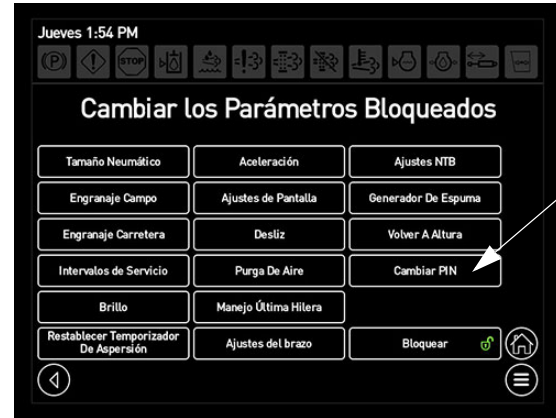 Jueves 1:54 PM
(P) STOP
Cambiar los Parámetros Bloqueados
Tamaño Neumático Aceleración Ajustes NTB
Engranaje Campo Ajustes de Pantalla Generador De Espuma
Engranaje Carretera Desliz Volver A Altura
Intervalos de Servicio Purga De Aire Cambiar PIN
Brillo Manejo Última Hilera
Restablecer Temporizador
De Aspersión Ajustes del brazo Bloquear